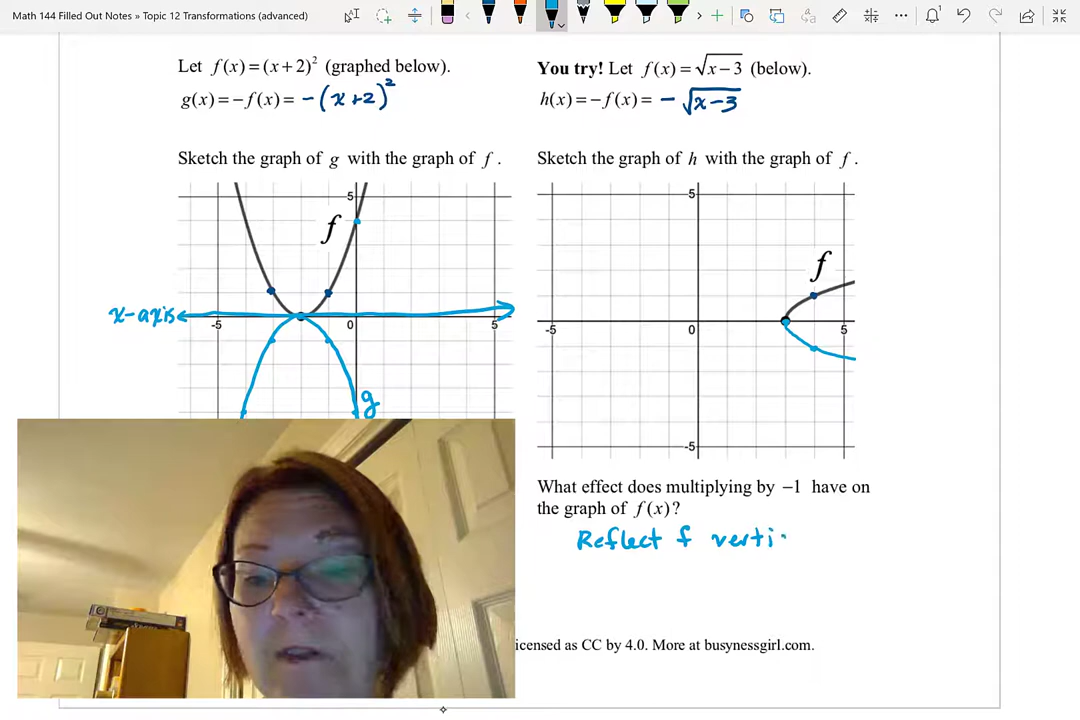 Math 144 Filled Out Notes » Topic 12 Transformations (advanced)
Let f(x)=(x+2)² (graphed below).
g(x)=−f(x)= −(x+2)²
Sketch the graph of g with the graph of f.
5
f
x-axis
-5
0
5
g
You try! Let f(x)=√x−3 (below).
h(x)=−f(x)= −√x−3
Sketch the graph of h with the graph of f.
5
f
-5
0
5
-5
What effect does multiplying by −1 have on
the graph of f(x)?
Reflect f verti
icensed as CC by 4.0. More at busynessgirl.com.